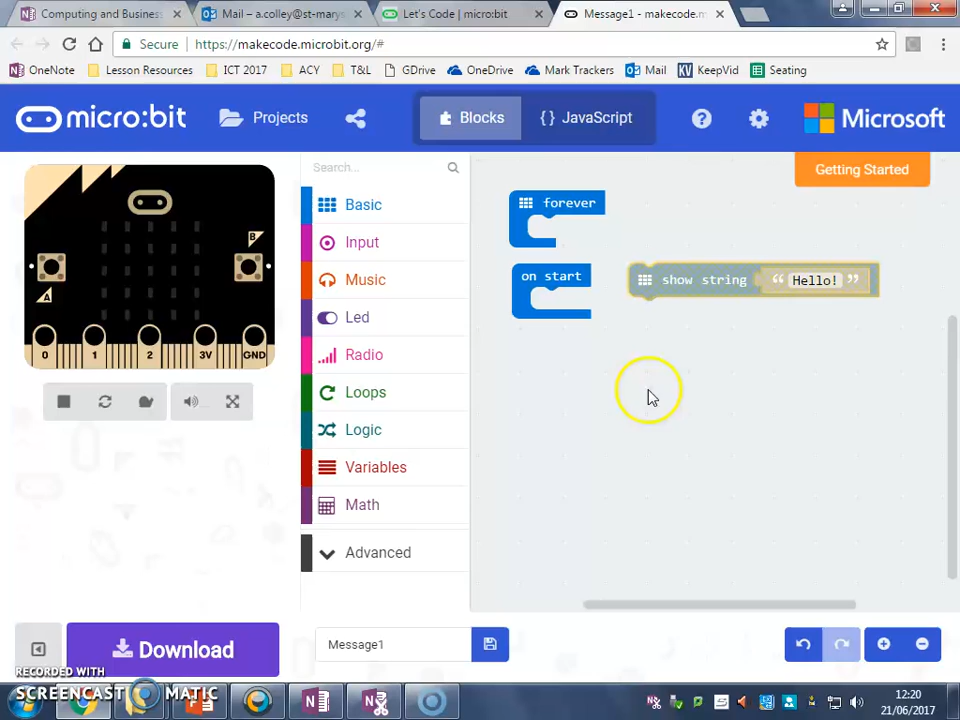 Computing and Business
Mail – a.colley@st-marys
Let's Code | micro:bit
Message1 - makecode.m
Secure
https://makecode.microbit.org/#
OneNote
Lesson Resources
ICT 2017
ACY
T&L
GDrive
OneDrive
Mark Trackers
Mail
KeepVid
Seating
micro:bit
Projects
Blocks
{} JavaScript
?
Microsoft
Search...
Getting Started
Basic
Input
Music
Led
Radio
Loops
Logic
Variables
Math
Advanced
forever
on start
show string “ Hello! ”
A
B
0 1 2 3V GND
Download
Message1
RECORDED WITH
SCREENCAST MATIC
12:20
21/06/2017